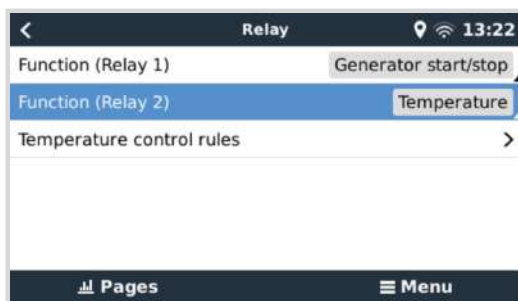 Relay 13:22
Function (Relay 1) Generator start/stop
Function (Relay 2) Temperature
Temperature control rules
Pages Menu